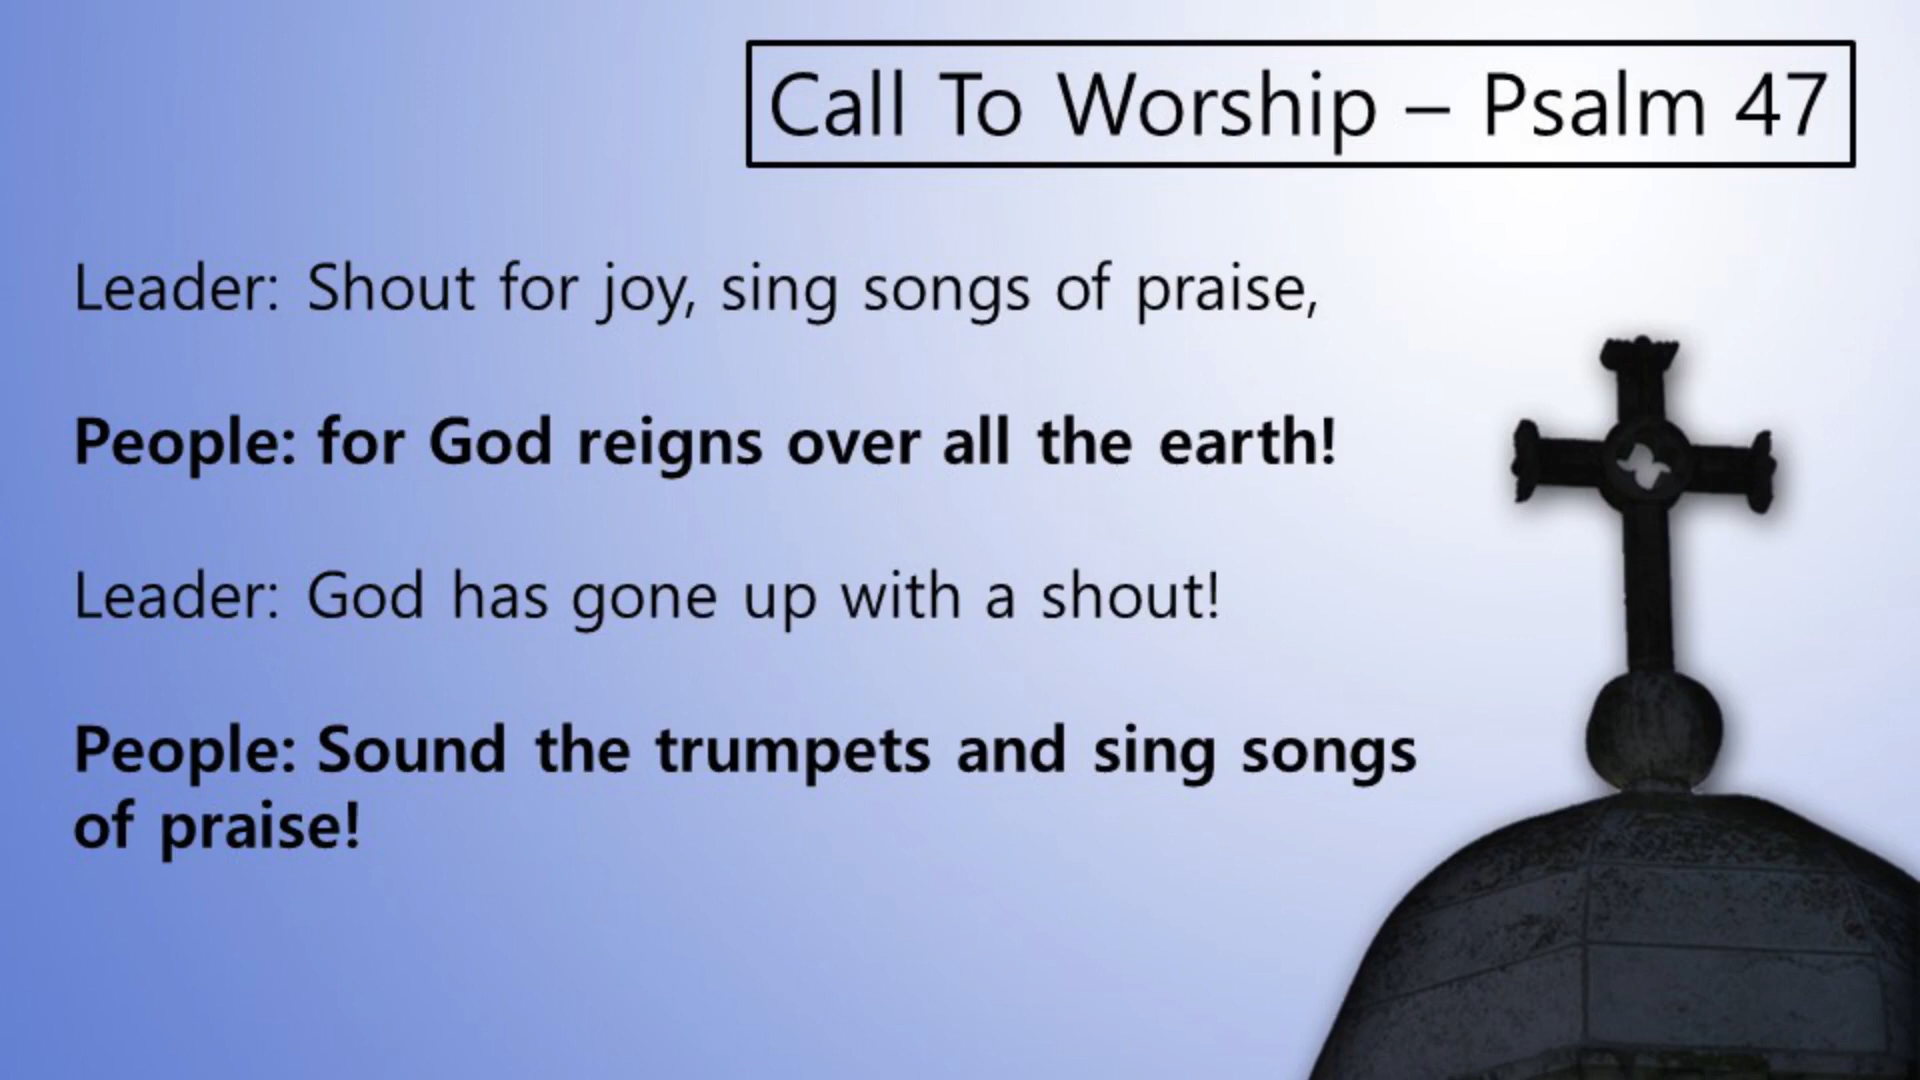 Call To Worship – Psalm 47
Leader: Shout for joy, sing songs of praise,
People: for God reigns over all the earth!
Leader: God has gone up with a shout!
People: Sound the trumpets and sing songs
of praise!